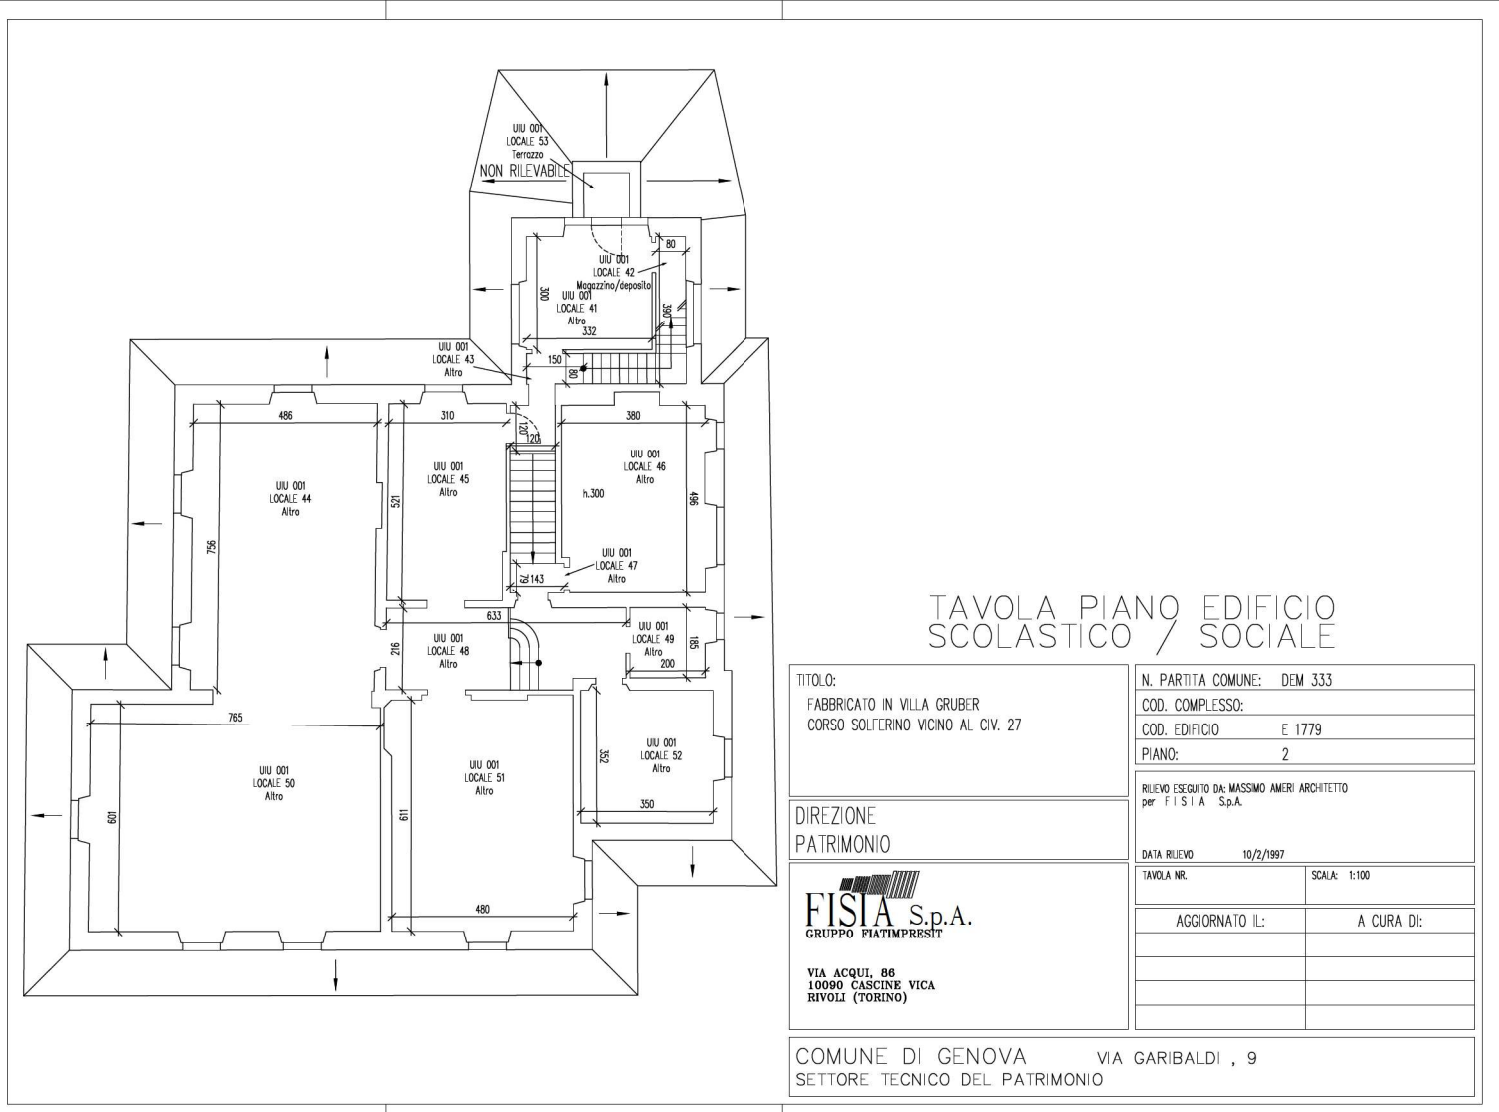 UIU 001
LOCALE 53
Terrazzo
NON RILEVABILE
80
UIU 001
LOCALE 42
Magazzino/deposito
300
UIU 001
LOCALE 41
Altro
390
332
UIU 001
LOCALE 43
Altro
150
80
486
310
120
120
380
UIU 001
LOCALE 44
Altro
UIU 001
LOCALE 45
Altro
UIU 001
LOCALE 46
Altro
h.300
521
496
756
UIU 001
LOCALE 47
Altro
79
143
633
216
UIU 001
LOCALE 48
Altro
UIU 001
LOCALE 49
Altro
185
200
765
UIU 001
LOCALE 50
Altro
UIU 001
LOCALE 51
Altro
352
UIU 001
LOCALE 52
Altro
350
601
611
480
TAVOLA PIANO EDIFICIO
SCOLASTICO / SOCIALE
TITOLO:
FABBRICATO IN VILLA GRUBER
CORSO SOLFERINO VICINO AL CIV. 27
N. PARTITA COMUNE: DEM 333
COD. COMPLESSO:
COD. EDIFICIO E 1779
PIANO: 2
RILIEVO ESEGUITO DA: MASSIMO AMERI ARCHITETTO
per F I S I A S.p.A.
DATA RILIEVO 10/2/1997
DIREZIONE
PATRIMONIO
TAVOLA NR.
SCALA: 1:100
FISIA S.p.A.
GRUPPO FIATIMPRESIT
VIA ACQUI, 86
10090 CASCINE VICA
RIVOLI (TORINO)
AGGIORNATO IL:
A CURA DI:
COMUNE DI GENOVA VIA GARIBALDI , 9
SETTORE TECNICO DEL PATRIMONIO